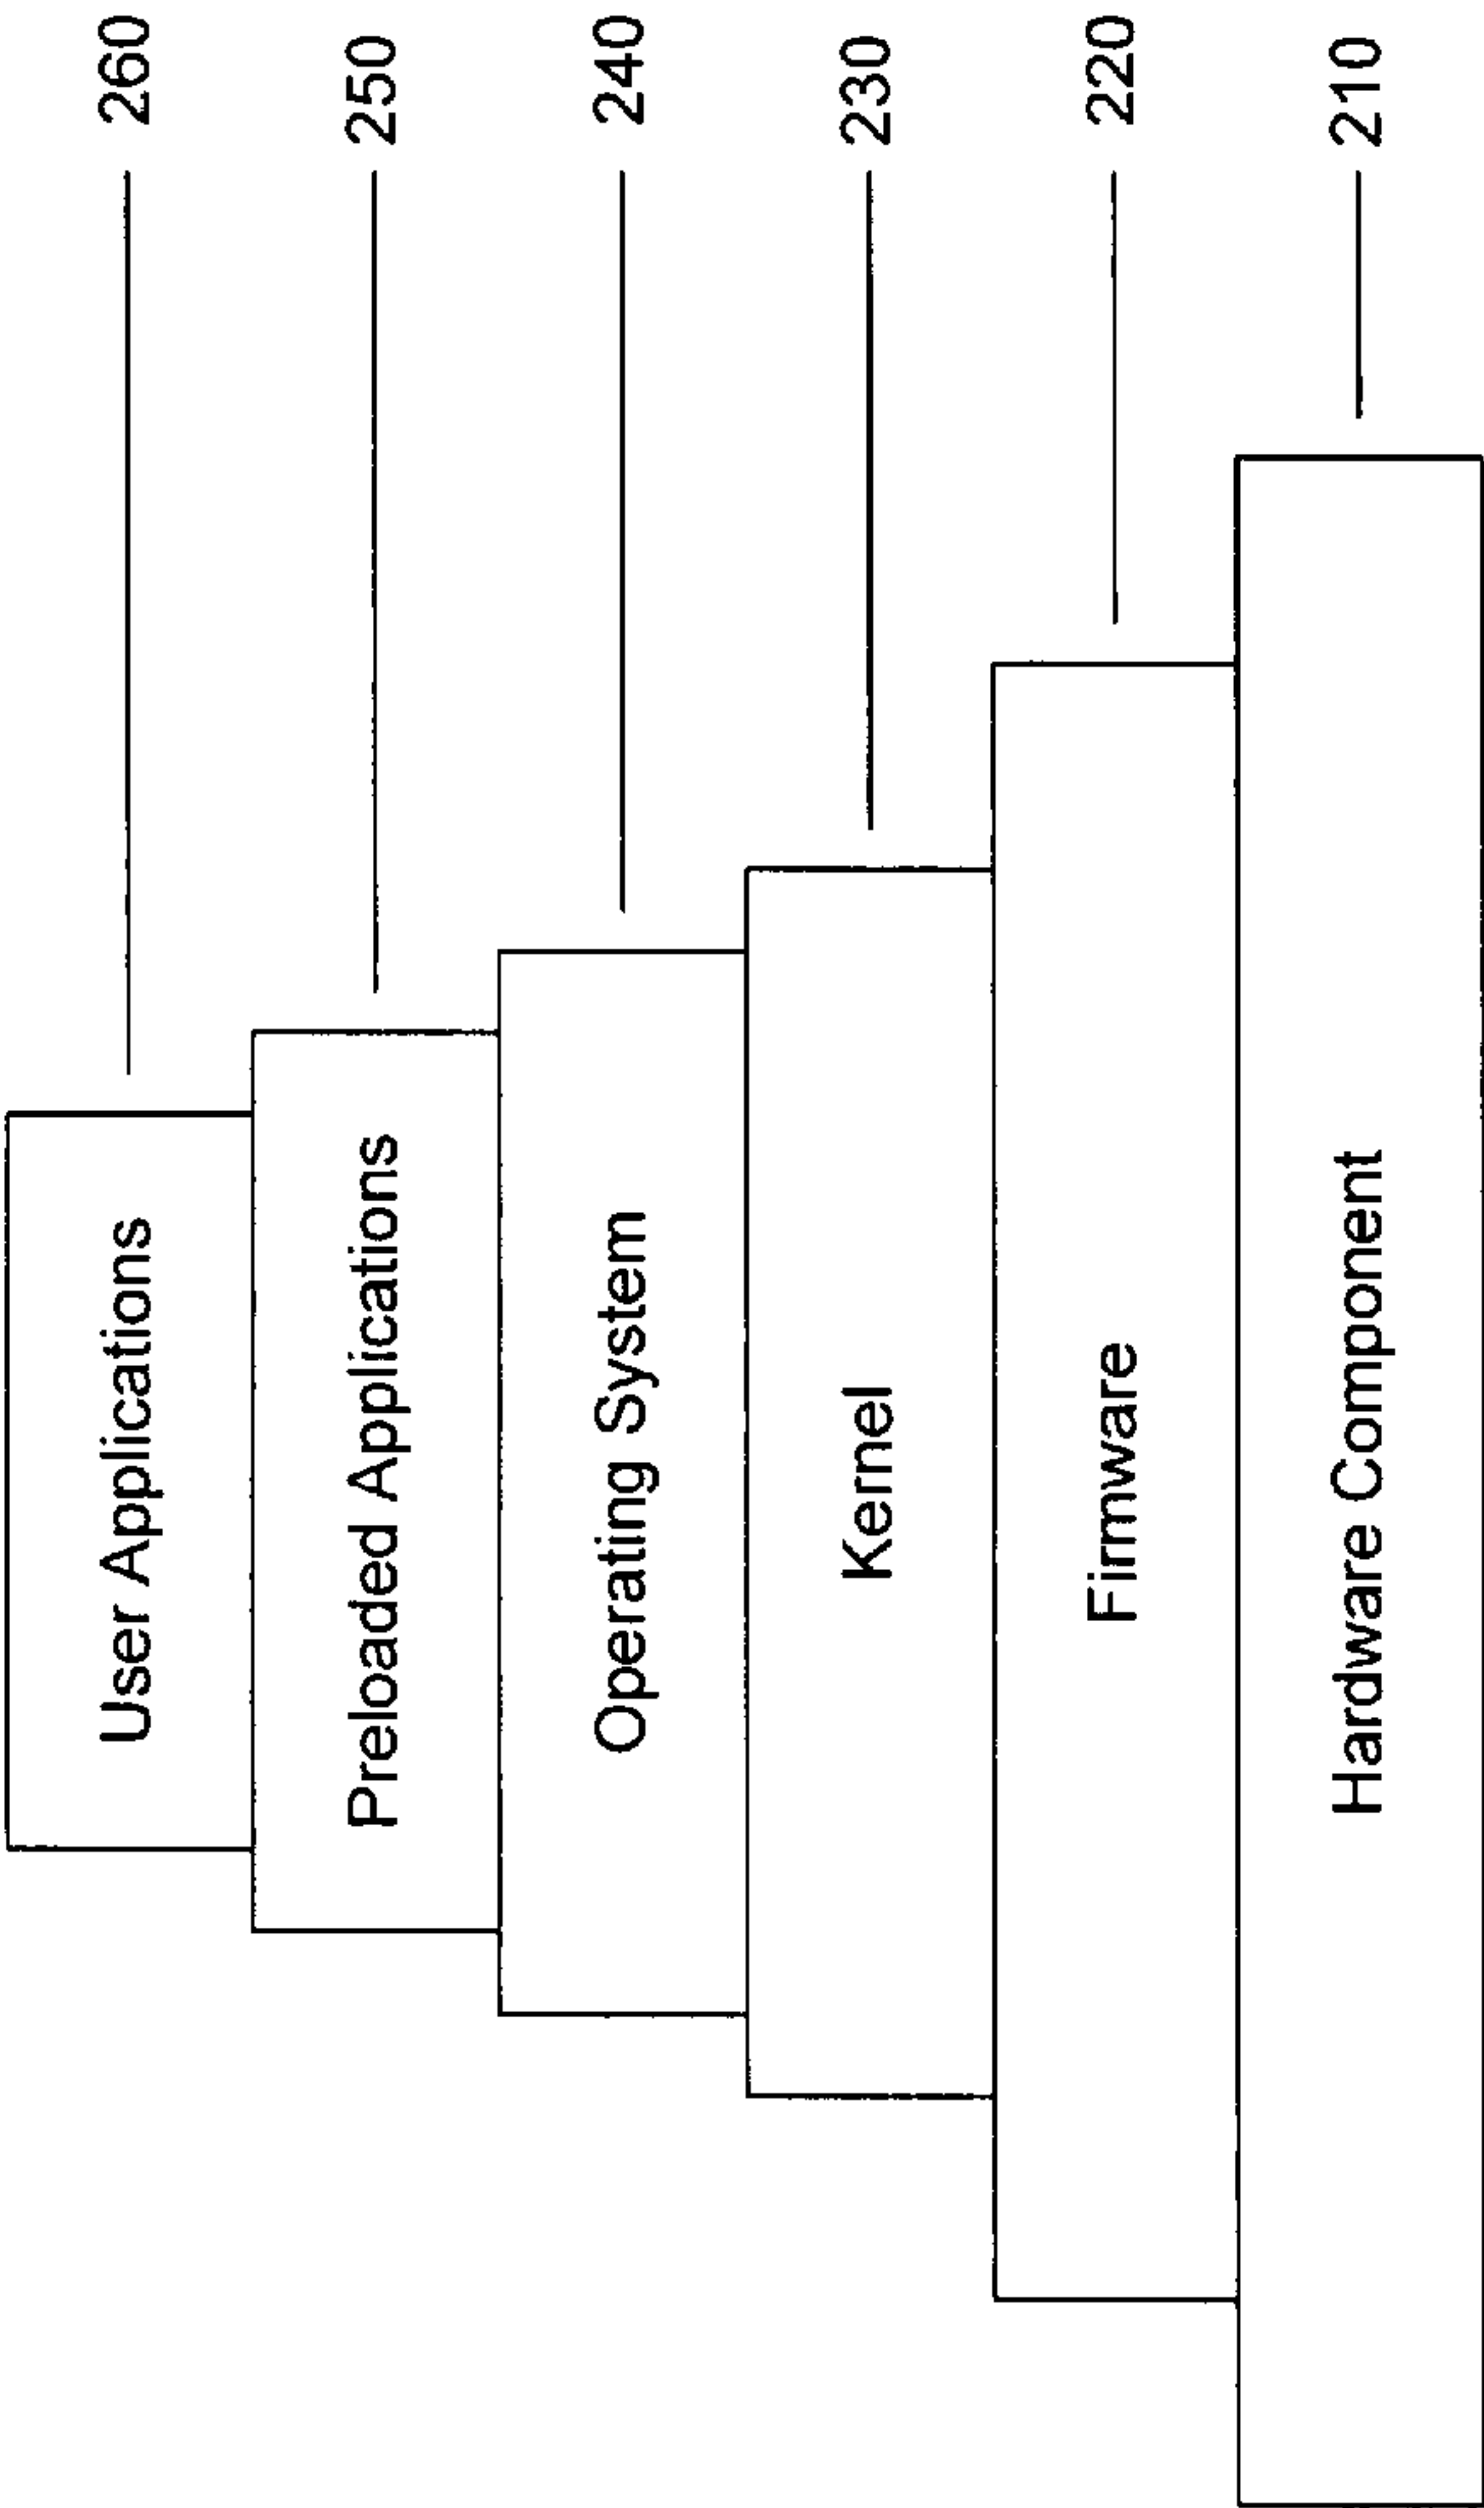 User Applications 260
Preloaded Applications 250
Operating System 240
Kernel 230
Firmware 220
Hardware Component 210